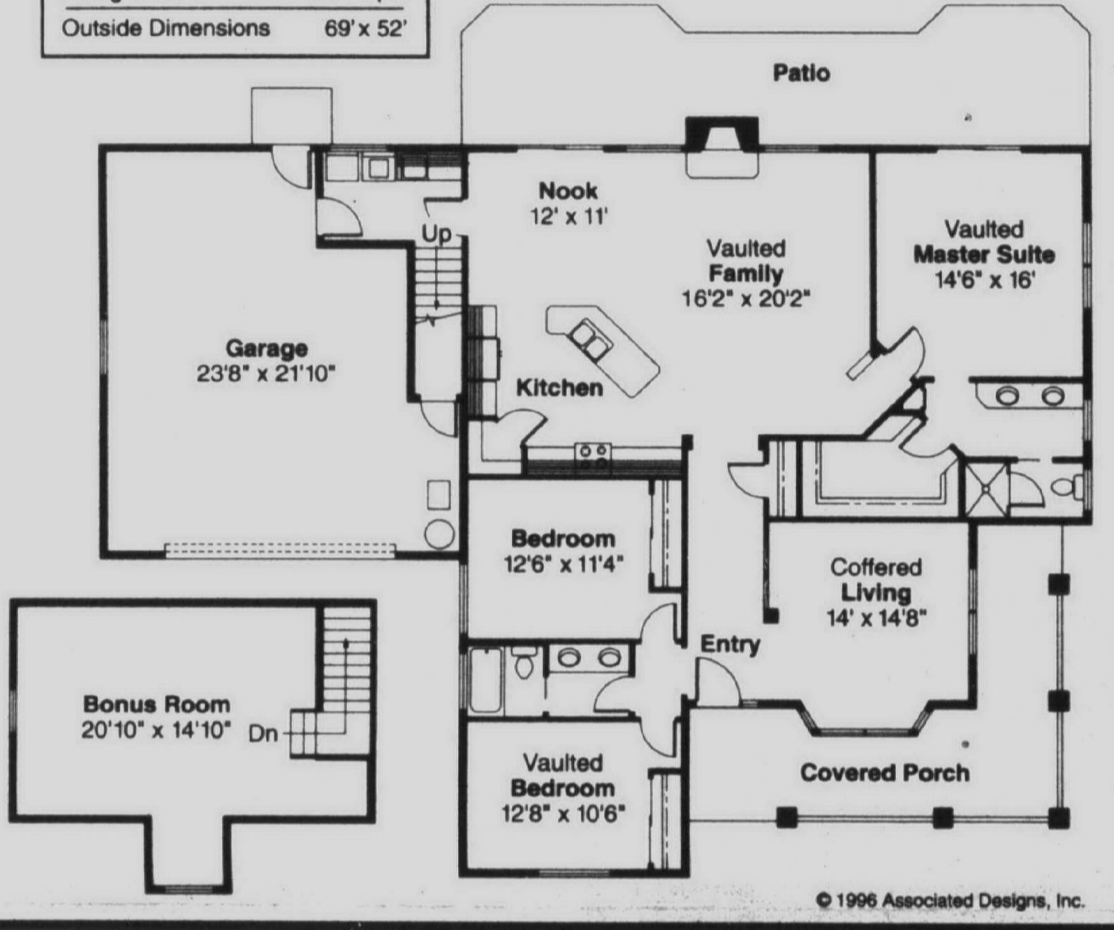 Outside Dimensions 69' x 52'
Patio
Nook
12' x 11'
Up
Vaulted
Family
16'2" x 20'2"
Vaulted
Master Suite
14'6" x 16'
Garage
23'8" x 21'10"
Kitchen
Bedroom
12'6" x 11'4"
Coffered
Living
14' x 14'8"
Entry
Bonus Room
20'10" x 14'10"
Dn
Vaulted
Bedroom
12'8" x 10'6"
Covered Porch
© 1996 Associated Designs, Inc.